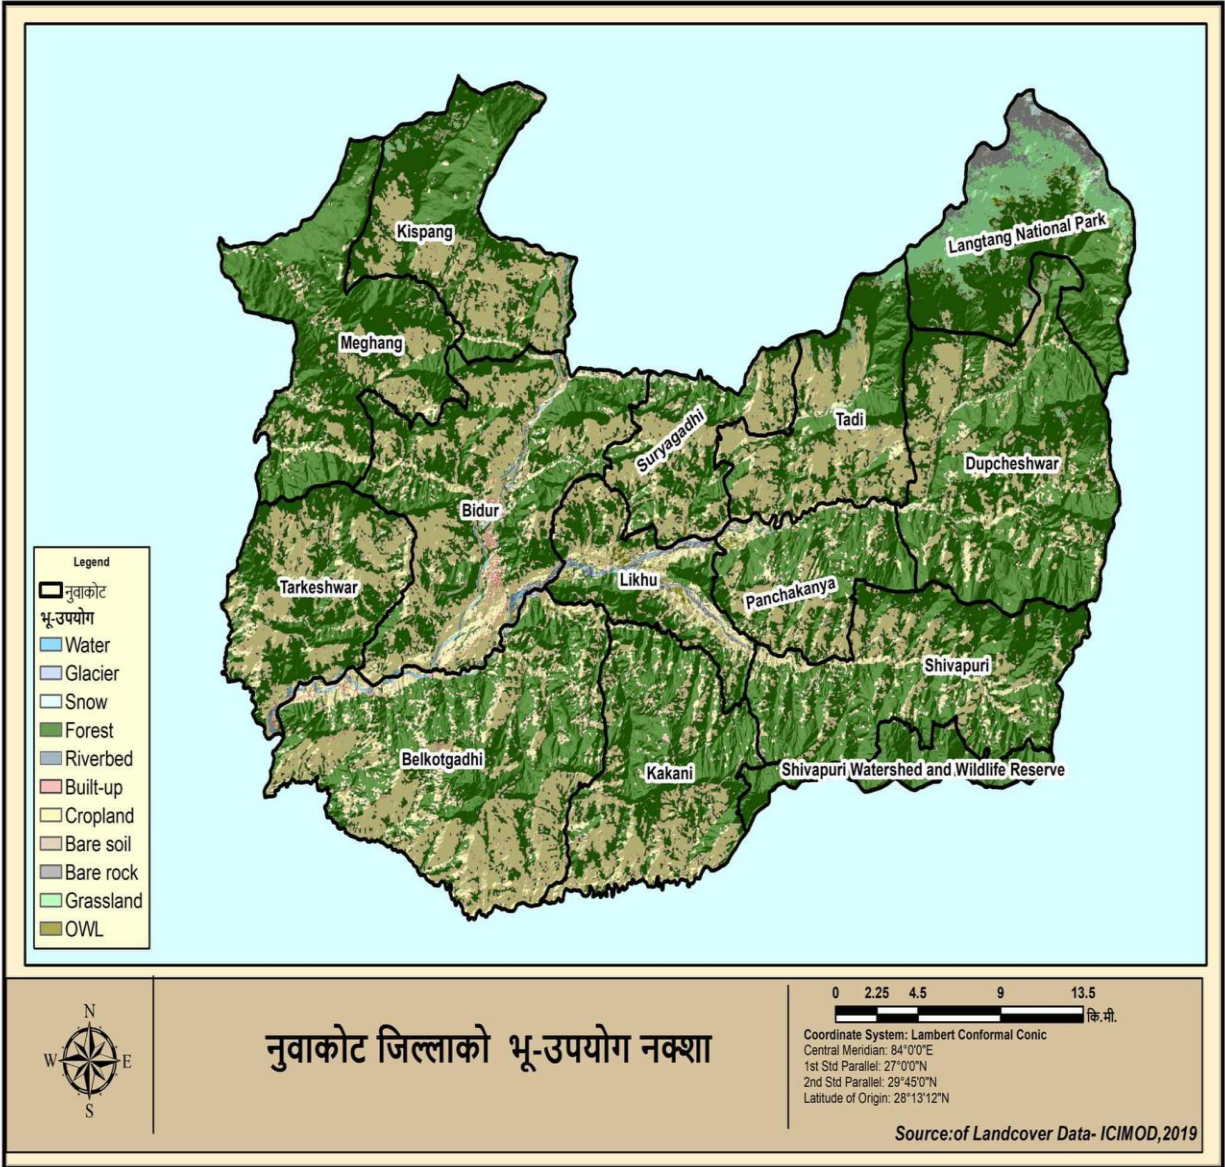 Kispang
Langtang National Park
Meghang
Tadi
Suryagadhi
Dupcheshwar
Bidur
Likhu
Tarkeshwar
Panchakanya
Shivapuri
Belkotgadhi
Kakani
Shivapuri Watershed and Wildlife Reserve
Legend
नुवाकोट
भू-उपयोग
Water
Glacier
Snow
Forest
Riverbed
Built-up
Cropland
Bare soil
Bare rock
Grassland
OWL
N
W E
S
नुवाकोट जिल्लाको भू-उपयोग नक्शा
0 2.25 4.5 9 13.5
कि.मी.
Coordinate System: Lambert Conformal Conic
Central Meridian: 84°0'0"E
1st Std Parallel: 27°0'0"N
2nd Std Parallel: 29°45'0"N
Latitude of Origin: 28°13'12"N
Source:of Landcover Data- ICIMOD,2019